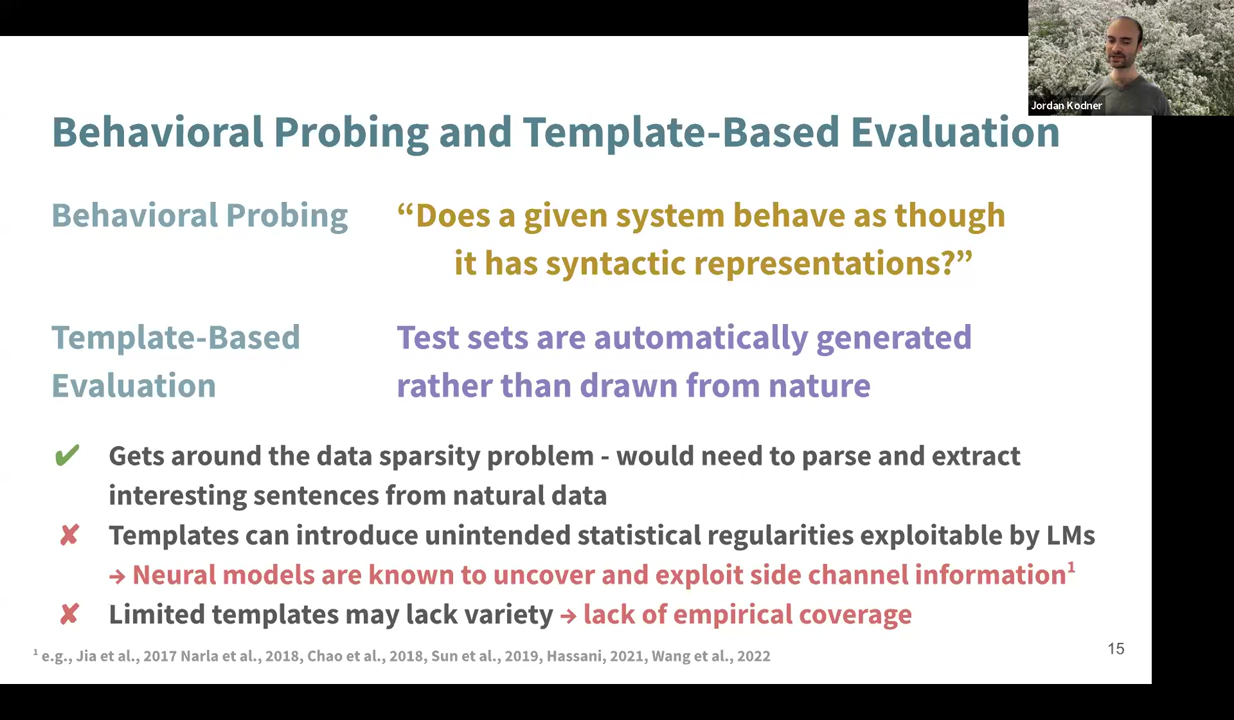 Jordan Kodner
Behavioral Probing and Template-Based Evaluation
Behavioral Probing
“Does a given system behave as though
it has syntactic representations?”
Template-Based
Evaluation
Test sets are automatically generated
rather than drawn from nature
✔ Gets around the data sparsity problem - would need to parse and extract
interesting sentences from natural data
✘ Templates can introduce unintended statistical regularities exploitable by LMs
→ Neural models are known to uncover and exploit side channel information¹
✘ Limited templates may lack variety → lack of empirical coverage
¹ e.g., Jia et al., 2017 Narla et al., 2018, Chao et al., 2018, Sun et al., 2019, Hassani, 2021, Wang et al., 2022
15